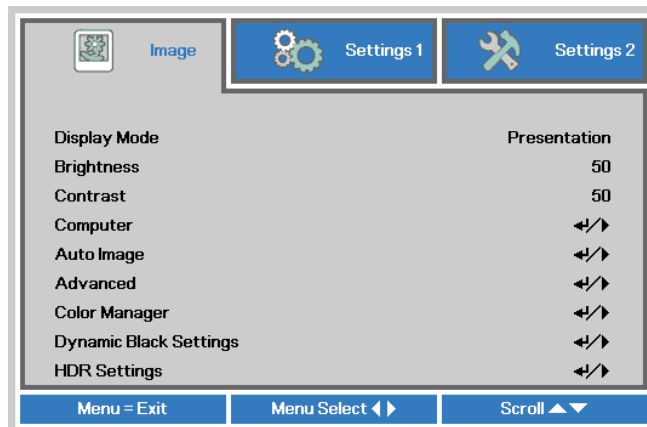 Image Settings 1 Settings 2
Display Mode Presentation
Brightness 50
Contrast 50
Computer ↵/▶
Auto Image ↵/▶
Advanced ↵/▶
Color Manager ↵/▶
Dynamic Black Settings ↵/▶
HDR Settings ↵/▶
Menu = Exit Menu Select ◀ ▶ Scroll ▲ ▼